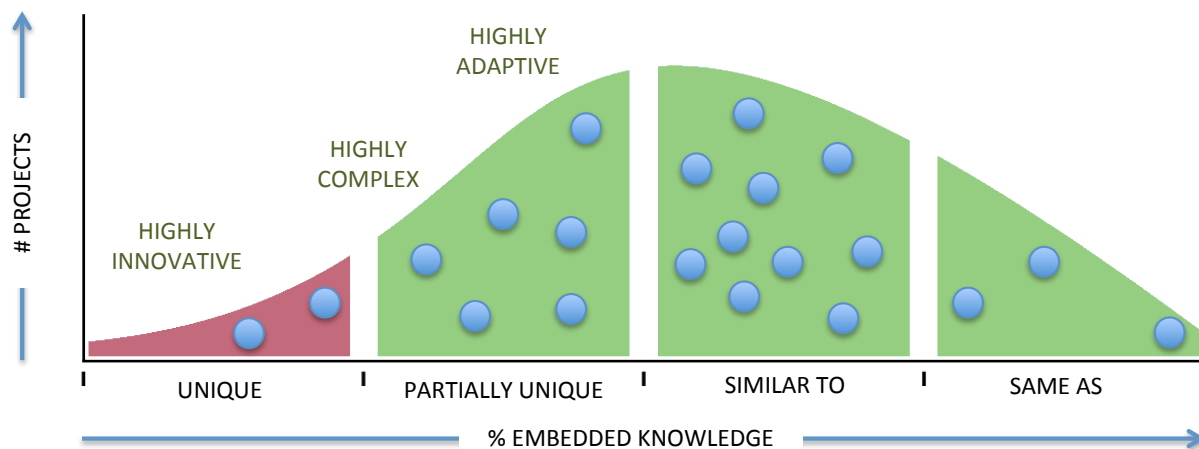 HIGHLY
ADAPTIVE
HIGHLY
COMPLEX
HIGHLY
INNOVATIVE
# PROJECTS
UNIQUE
PARTIALLY UNIQUE
SIMILAR TO
SAME AS
% EMBEDDED KNOWLEDGE